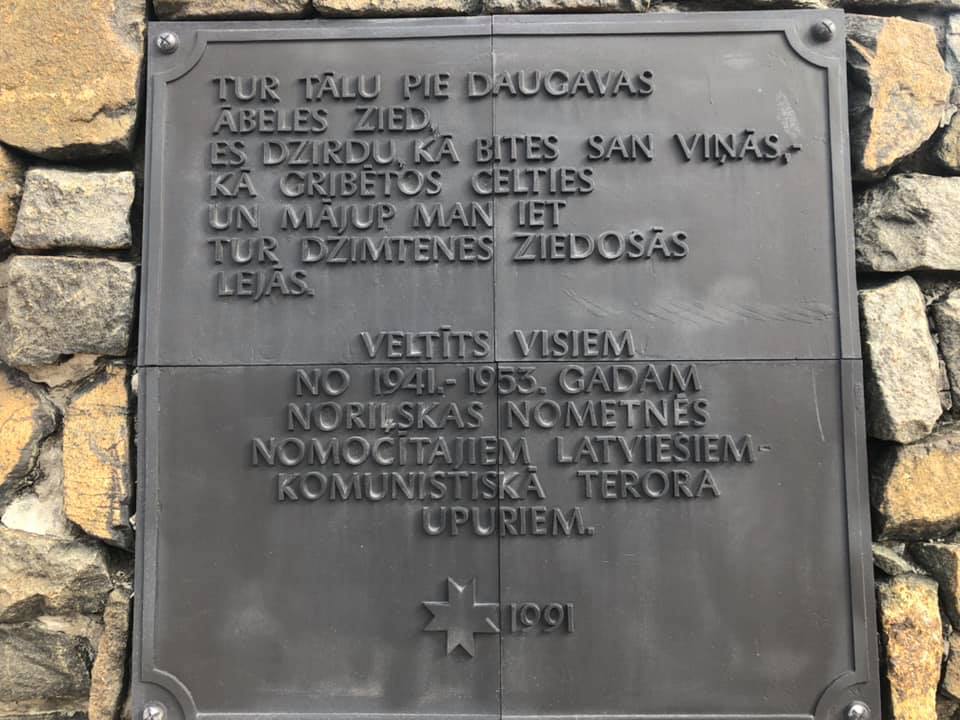 TUR TĀLU PIE DAUGAVAS
ĀBELES ZIED,
ES DZIRDU, KĀ BITES SAN VIŅĀS,-
KĀ GRIBĒTOS CELTIES
UN MĀJUP MAN IET
TUR DZIMTENES ZIEDOŠĀS
LEJĀS.
VELTĪTS VISIEM
NO 1941.-1953. GADAM
NORIĻSKAS NOMETNĒS
NOMOCĪTAJIEM LATVIEŠIEM-
KOMUNISTISKĀ TERORA
UPURIEM.
1991